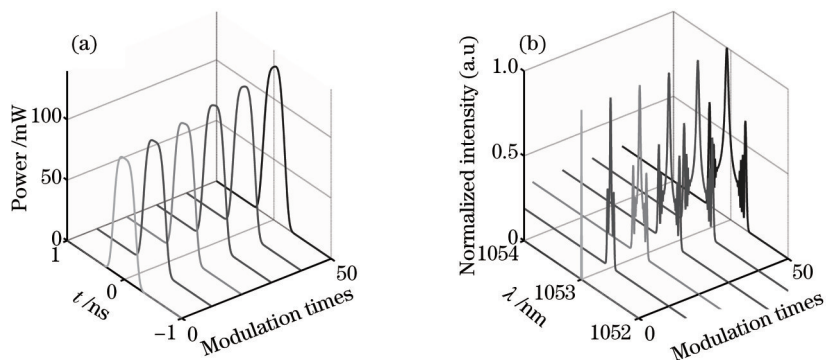 (a)
Power /mW
100
50
0
1
0
-1
t /ns
0
50
Modulation times
(b)
Normalized intensity (a.u)
1.0
0.5
0
1054
1053
1052
λ /nm
0
50
Modulation times